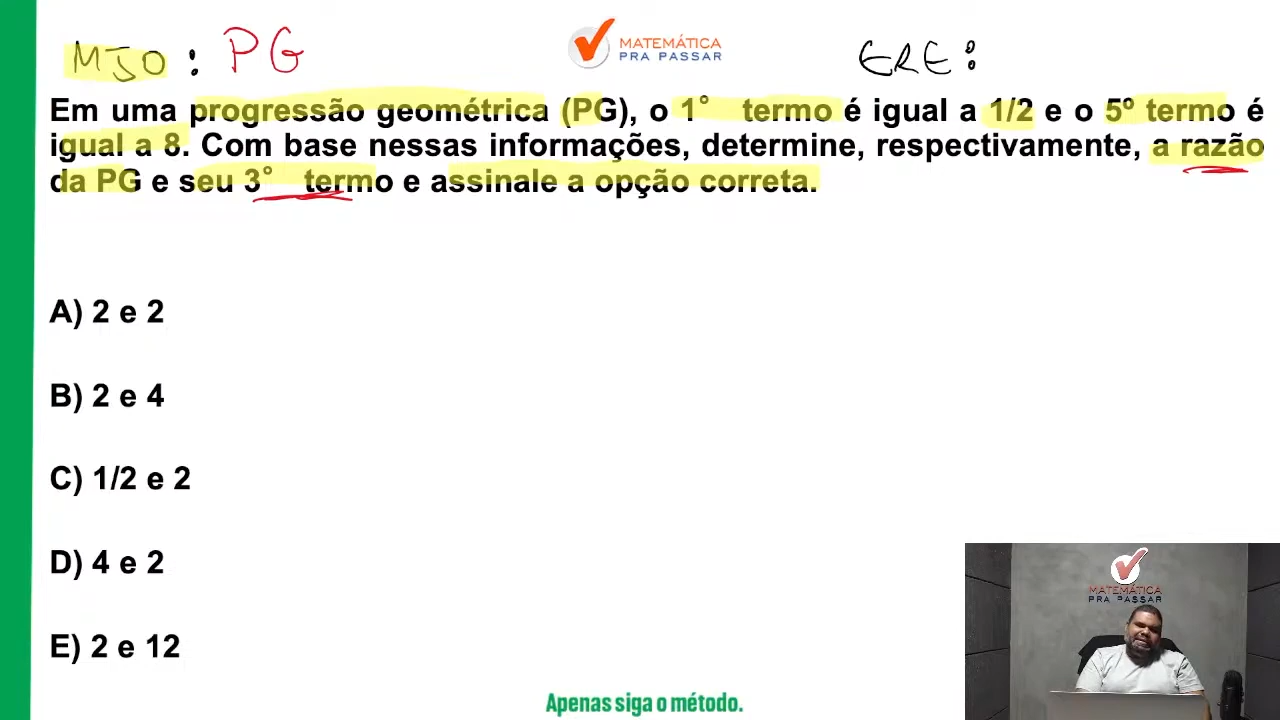 MJO : PG
MATEMÁTICA
PRA PASSAR
ERE :
Em uma progressão geométrica (PG), o 1° termo é igual a 1/2 e o 5º termo é
igual a 8. Com base nessas informações, determine, respectivamente, a razão
da PG e seu 3° termo e assinale a opção correta.
A) 2 e 2
B) 2 e 4
C) 1/2 e 2
D) 4 e 2
E) 2 e 12
MATEMÁTICA
PRA PASSAR
Apenas siga o método.